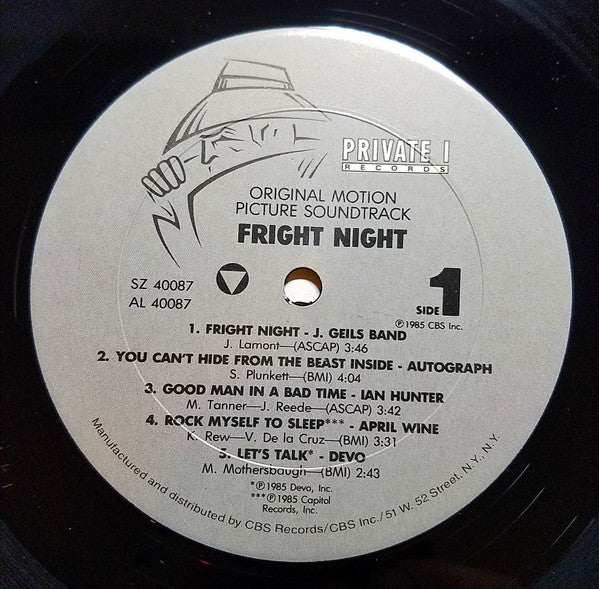 PRIVATE I
RECORDS
ORIGINAL MOTION
PICTURE SOUNDTRACK
FRIGHT NIGHT
SZ 40087
AL 40087
SIDE 1
℗1985 CBS Inc.
1. FRIGHT NIGHT - J. GEILS BAND
J. Lamont—(ASCAP) 3:46
2. YOU CAN'T HIDE FROM THE BEAST INSIDE - AUTOGRAPH
S. Plunkett—(BMI) 4:04
3. GOOD MAN IN A BAD TIME - IAN HUNTER
M. Tanner—J. Reede—(ASCAP) 3:42
4. ROCK MYSELF TO SLEEP*** - APRIL WINE
K. Rew—V. De la Cruz—(BMI) 3:31
5. LET'S TALK* - DEVO
M. Mothersbaugh—(BMI) 2:43
*℗1985 Devo, Inc.
***℗1985 Capitol
Records, Inc.
Manufactured and distributed by CBS Records/CBS Inc./51 W. 52 Street, N.Y., N.Y.